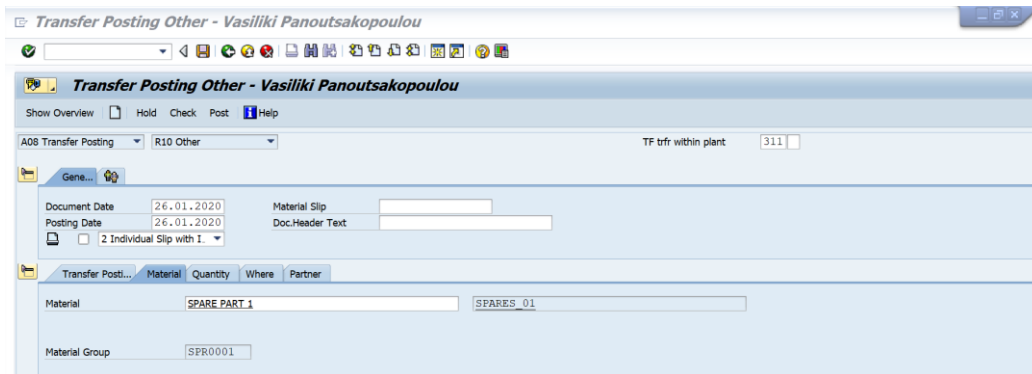 Transfer Posting Other - Vasiliki Panoutsakopoulou
Transfer Posting Other - Vasiliki Panoutsakopoulou
Show Overview Hold Check Post Help
A08 Transfer Posting R10 Other TF trfr within plant 311
Gene...
Document Date 26.01.2020 Material Slip
Posting Date 26.01.2020 Doc.Header Text
2 Individual Slip with I.
Transfer Posti... Material Quantity Where Partner
Material SPARE PART 1 SPARES_01
Material Group SPR0001